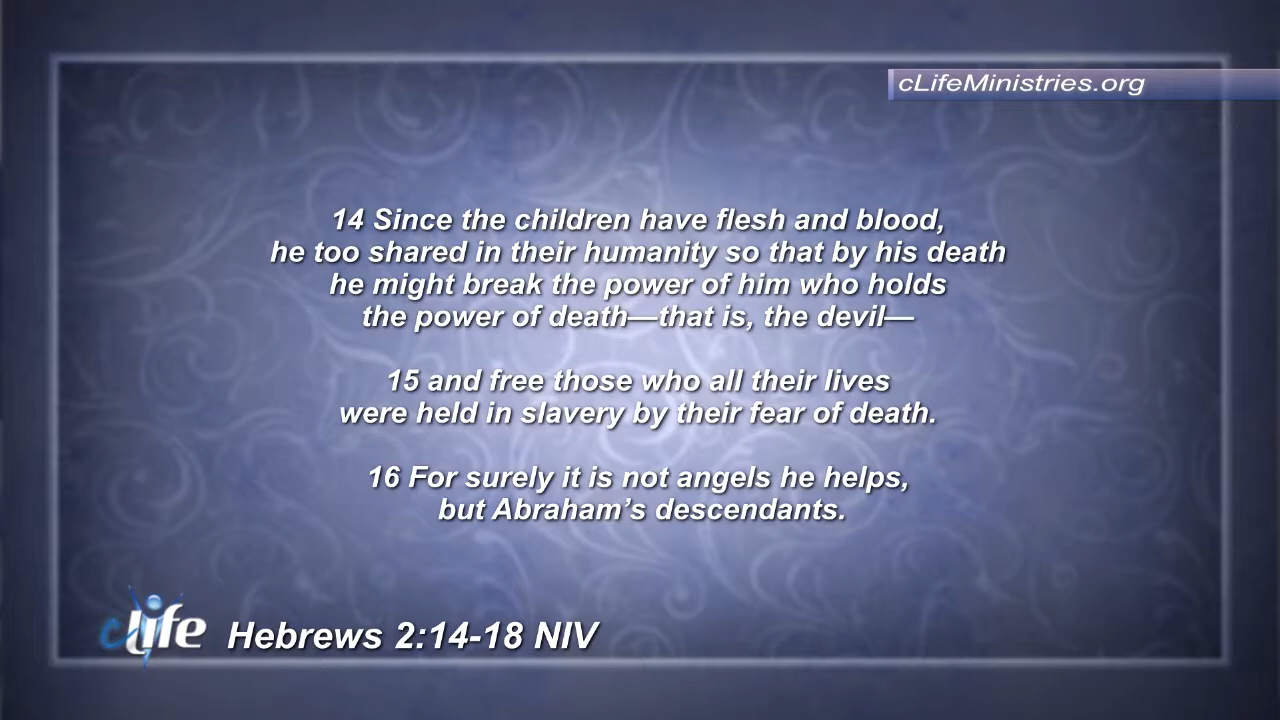 cLifeMinistries.org
14 Since the children have flesh and blood,
he too shared in their humanity so that by his death
he might break the power of him who holds
the power of death—that is, the devil—
15 and free those who all their lives
were held in slavery by their fear of death.
16 For surely it is not angels he helps,
but Abraham’s descendants.
cLife Hebrews 2:14-18 NIV